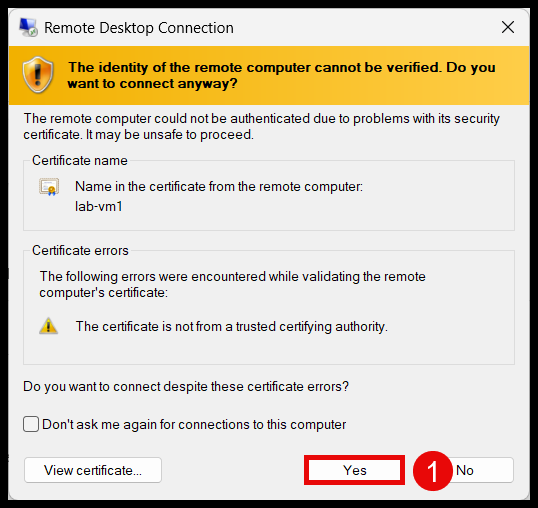 Remote Desktop Connection
The identity of the remote computer cannot be verified. Do you
want to connect anyway?
The remote computer could not be authenticated due to problems with its security
certificate. It may be unsafe to proceed.
Certificate name
Name in the certificate from the remote computer:
lab-vm1
Certificate errors
The following errors were encountered while validating the remote
computer's certificate:
The certificate is not from a trusted certifying authority.
Do you want to connect despite these certificate errors?
Don't ask me again for connections to this computer
View certificate... Yes 1 No